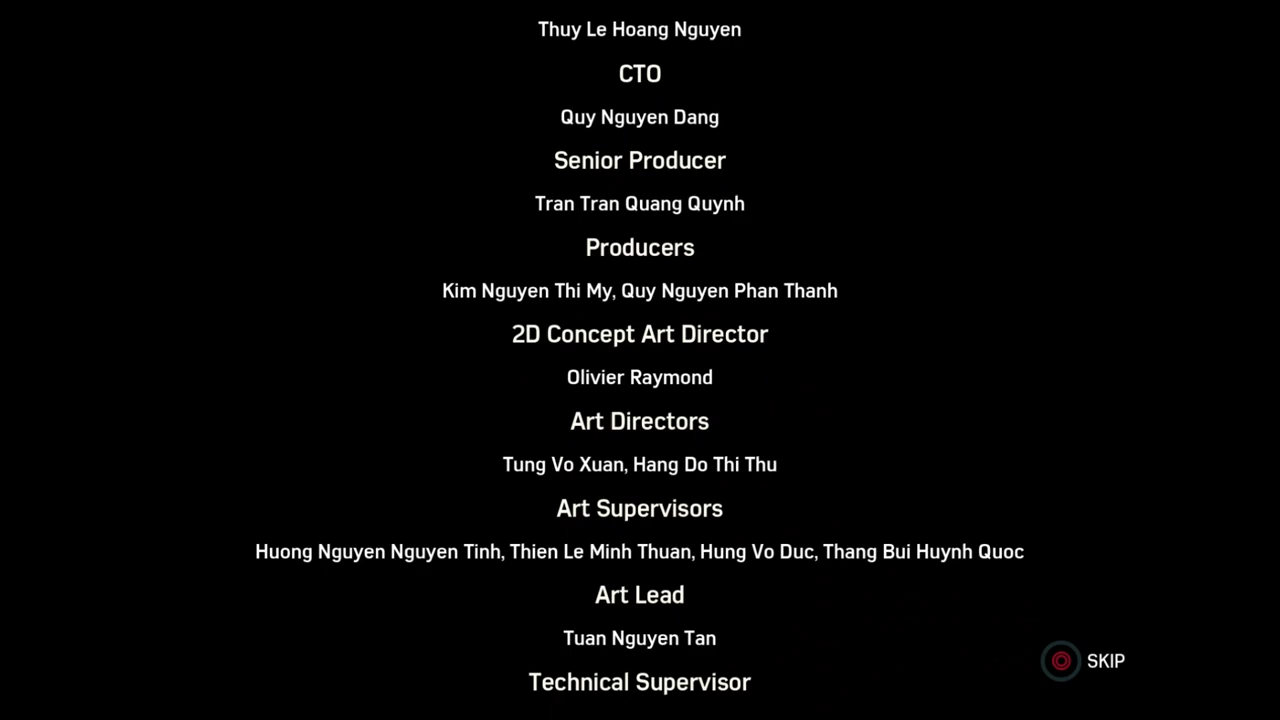 Thuy Le Hoang Nguyen
CTO
Quy Nguyen Dang
Senior Producer
Tran Tran Quang Quynh
Producers
Kim Nguyen Thi My, Quy Nguyen Phan Thanh
2D Concept Art Director
Olivier Raymond
Art Directors
Tung Vo Xuan, Hang Do Thi Thu
Art Supervisors
Huong Nguyen Nguyen Tinh, Thien Le Minh Thuan, Hung Vo Duc, Thang Bui Huynh Quoc
Art Lead
Tuan Nguyen Tan
SKIP
Technical Supervisor